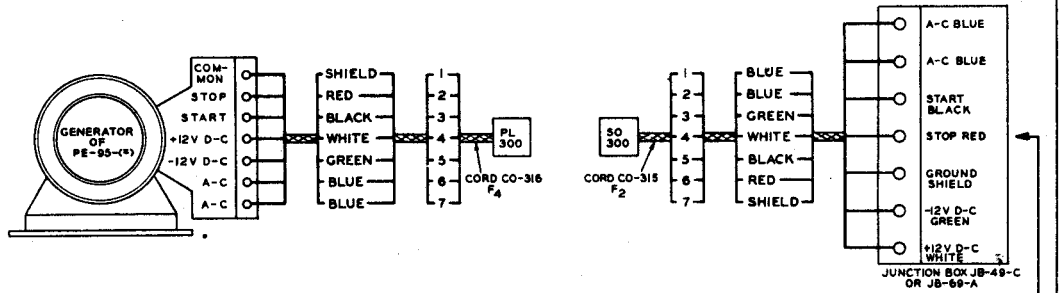 GENERATOR
OF
PE-95-(=)
COM-
MON
STOP
START
+12V D-C
-12V D-C
A-C
A-C
SHIELD
RED
BLACK
WHITE
GREEN
BLUE
BLUE
1
2
3
4
5
6
7
PL
300
CORD CO-316
F4
SO
300
CORD CO-315
F2
1
2
3
4
5
6
7
BLUE
BLUE
GREEN
WHITE
BLACK
RED
SHIELD
A-C BLUE
A-C BLUE
START
BLACK
STOP RED
GROUND
SHIELD
-12V D-C
GREEN
+12V D-C
WHITE
JUNCTION BOX JB-49-C
OR JB-69-A